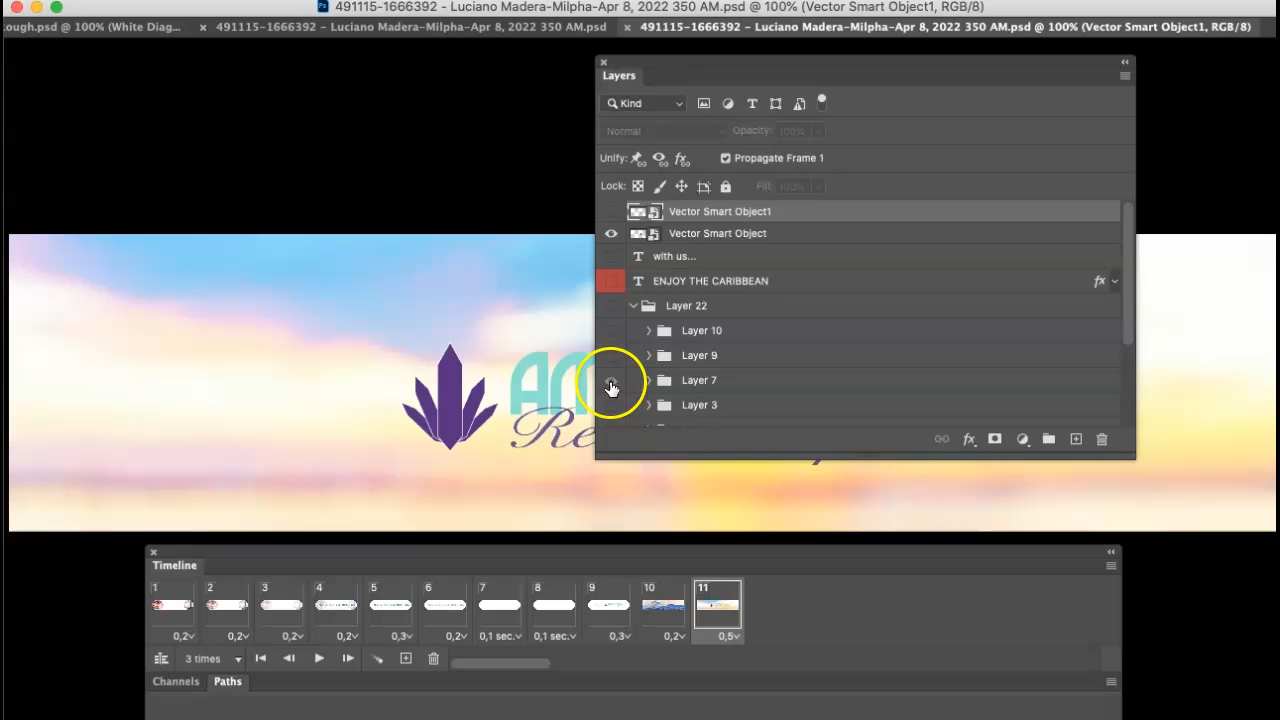 491115-1666392 - Luciano Madera-Milpha-Apr 8, 2022 350 AM.psd @ 100% (Vector Smart Object1, RGB/8)
ough.psd @ 100% (White Diag...
491115-1666392 - Luciano Madera-Milpha-Apr 8, 2022 350 AM.psd
491115-1666392 - Luciano Madera-Milpha-Apr 8, 2022 350 AM.psd @ 100% (Vector Smart Object1, RGB/8)
Layers
Kind
Normal
Opacity: 100%
Unify:
Propagate Frame 1
Lock:
Fill: 100%
Vector Smart Object1
Vector Smart Object
with us...
ENJOY THE CARIBBEAN
fx
Layer 22
Layer 10
Layer 9
Layer 7
Layer 3
AM
Re
Timeline
1 2 3 4 5 6 7 8 9 10 11
0,2 0,2 0,2 0,2 0,3 0,2 0,1 sec. 0,1 sec. 0,3 0,2 0,5
3 times
Channels Paths